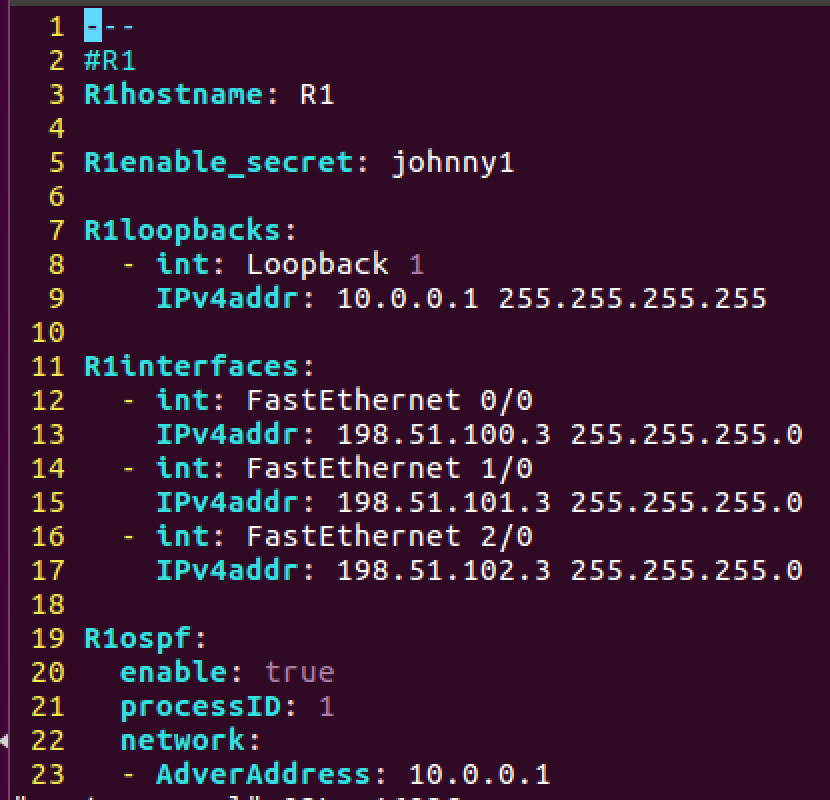 1 ---
2 #R1
3 R1hostname: R1
4
5 R1enable_secret: johnny1
6
7 R1loopbacks:
8   - int: Loopback 1
9     IPv4addr: 10.0.0.1 255.255.255.255
10
11 R1interfaces:
12   - int: FastEthernet 0/0
13     IPv4addr: 198.51.100.3 255.255.255.0
14   - int: FastEthernet 1/0
15     IPv4addr: 198.51.101.3 255.255.255.0
16   - int: FastEthernet 2/0
17     IPv4addr: 198.51.102.3 255.255.255.0
18
19 R1ospf:
20   enable: true
21   processID: 1
22   network:
23   - AdverAddress: 10.0.0.1